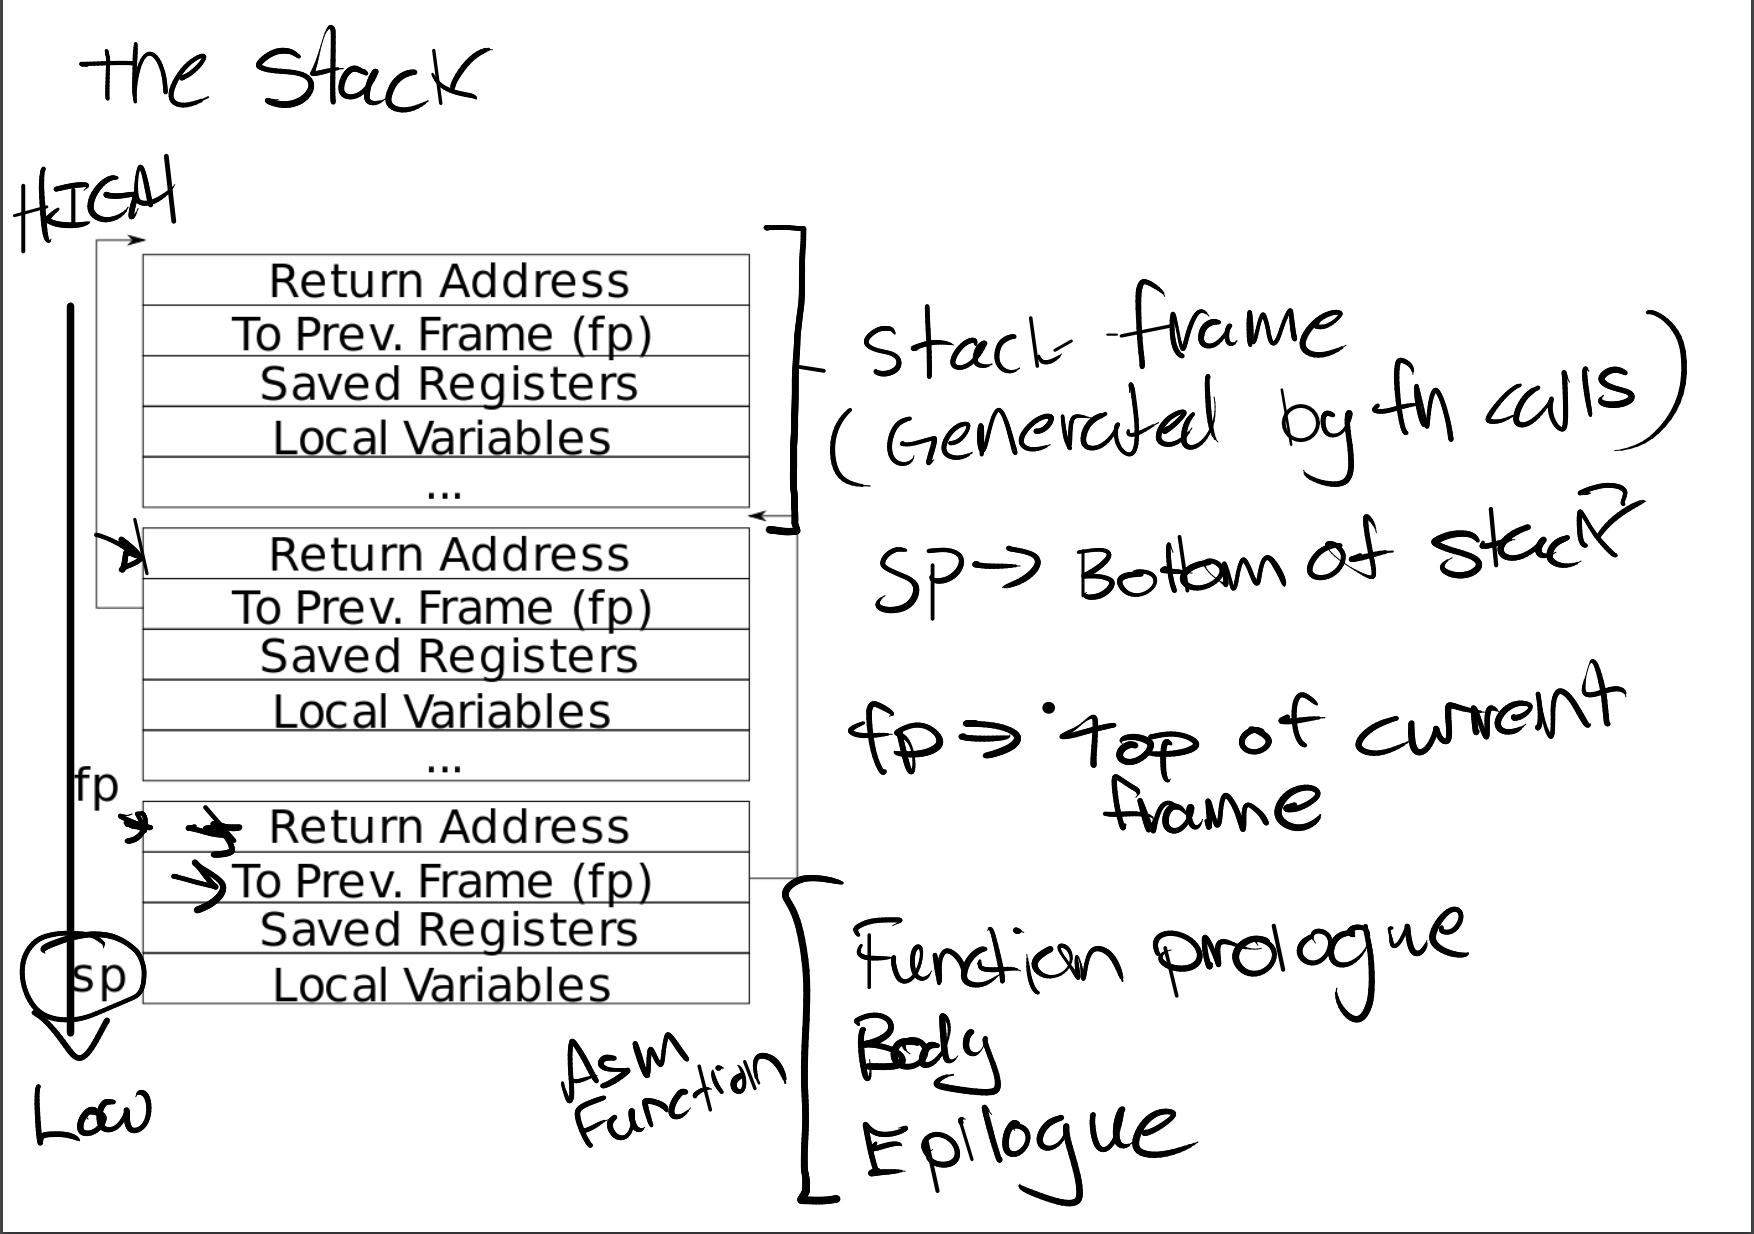 the Stack
HIGH
Return Address
To Prev. Frame (fp)
Saved Registers
Local Variables
...
Return Address
To Prev. Frame (fp)
Saved Registers
Local Variables
...
fp
Return Address
To Prev. Frame (fp)
Saved Registers
sp
Local Variables
Low
Stack frame
(Generated by fn calls)
Sp → Bottom of stack
fp ⇒ Top of current
frame
Asm
Function
Function prologue
Body
Epilogue